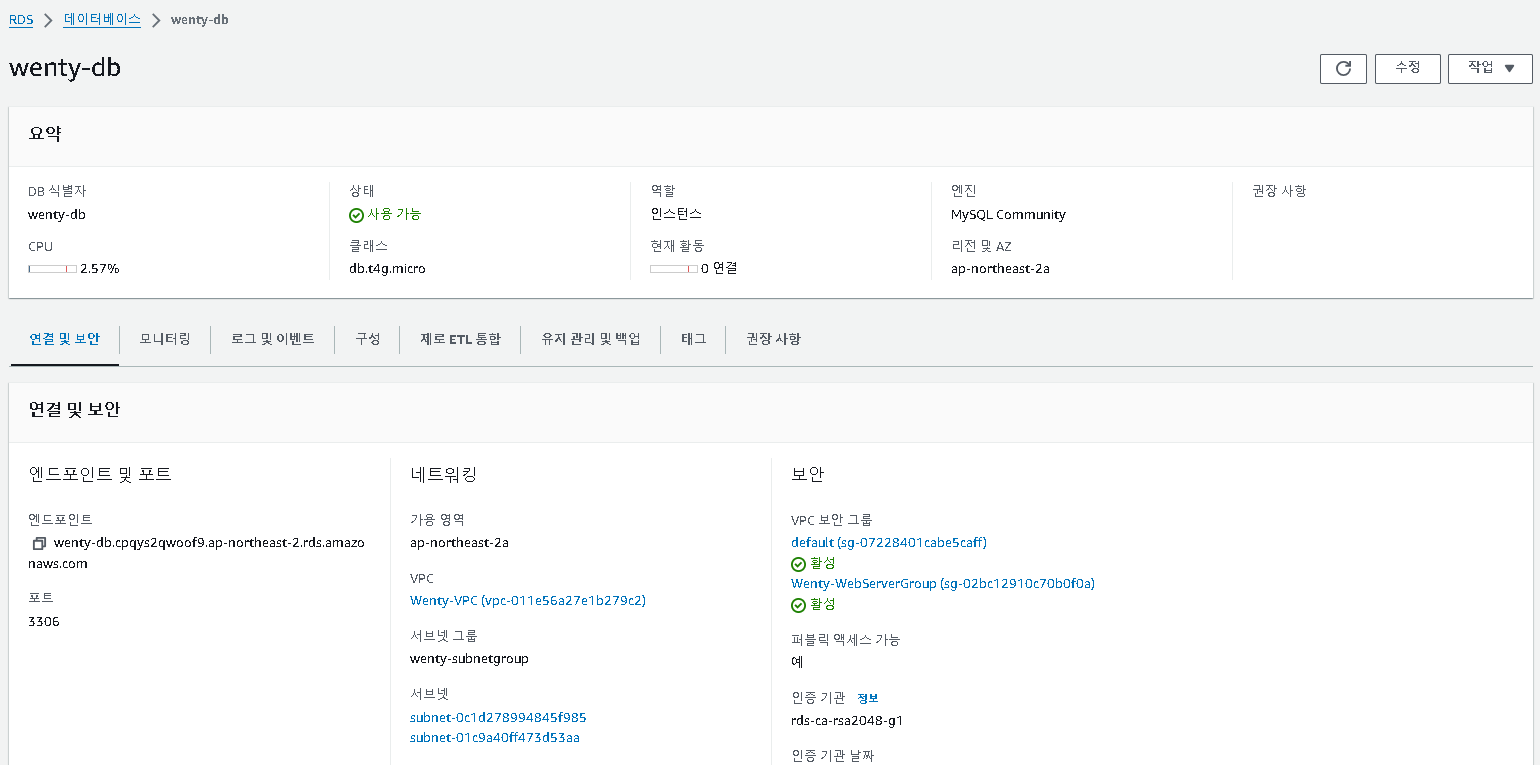 RDS > 데이터베이스 > wenty-db
wenty-db
수정
작업 ▼
요약
DB 식별자
wenty-db
CPU
2.57%
상태
사용 가능
클래스
db.t4g.micro
역할
인스턴스
현재 활동
0 연결
엔진
MySQL Community
리전 및 AZ
ap-northeast-2a
권장 사항
연결 및 보안
모니터링
로그 및 이벤트
구성
제로 ETL 통합
유지 관리 및 백업
태그
권장 사항
연결 및 보안
엔드포인트 및 포트
엔드포인트
wenty-db.cpqys2qwoof9.ap-northeast-2.rds.amazo
naws.com
포트
3306
네트워킹
가용 영역
ap-northeast-2a
VPC
Wenty-VPC (vpc-011e56a27e1b279c2)
서브넷 그룹
wenty-subnetgroup
서브넷
subnet-0c1d278994845f985
subnet-01c9a40ff473d53aa
보안
VPC 보안 그룹
default (sg-07228401cabe5caff)
활성
Wenty-WebServerGroup (sg-02bc12910c70b0f0a)
활성
퍼블릭 액세스 가능
예
인증 기관 정보
rds-ca-rsa2048-g1
인증 기관 날짜